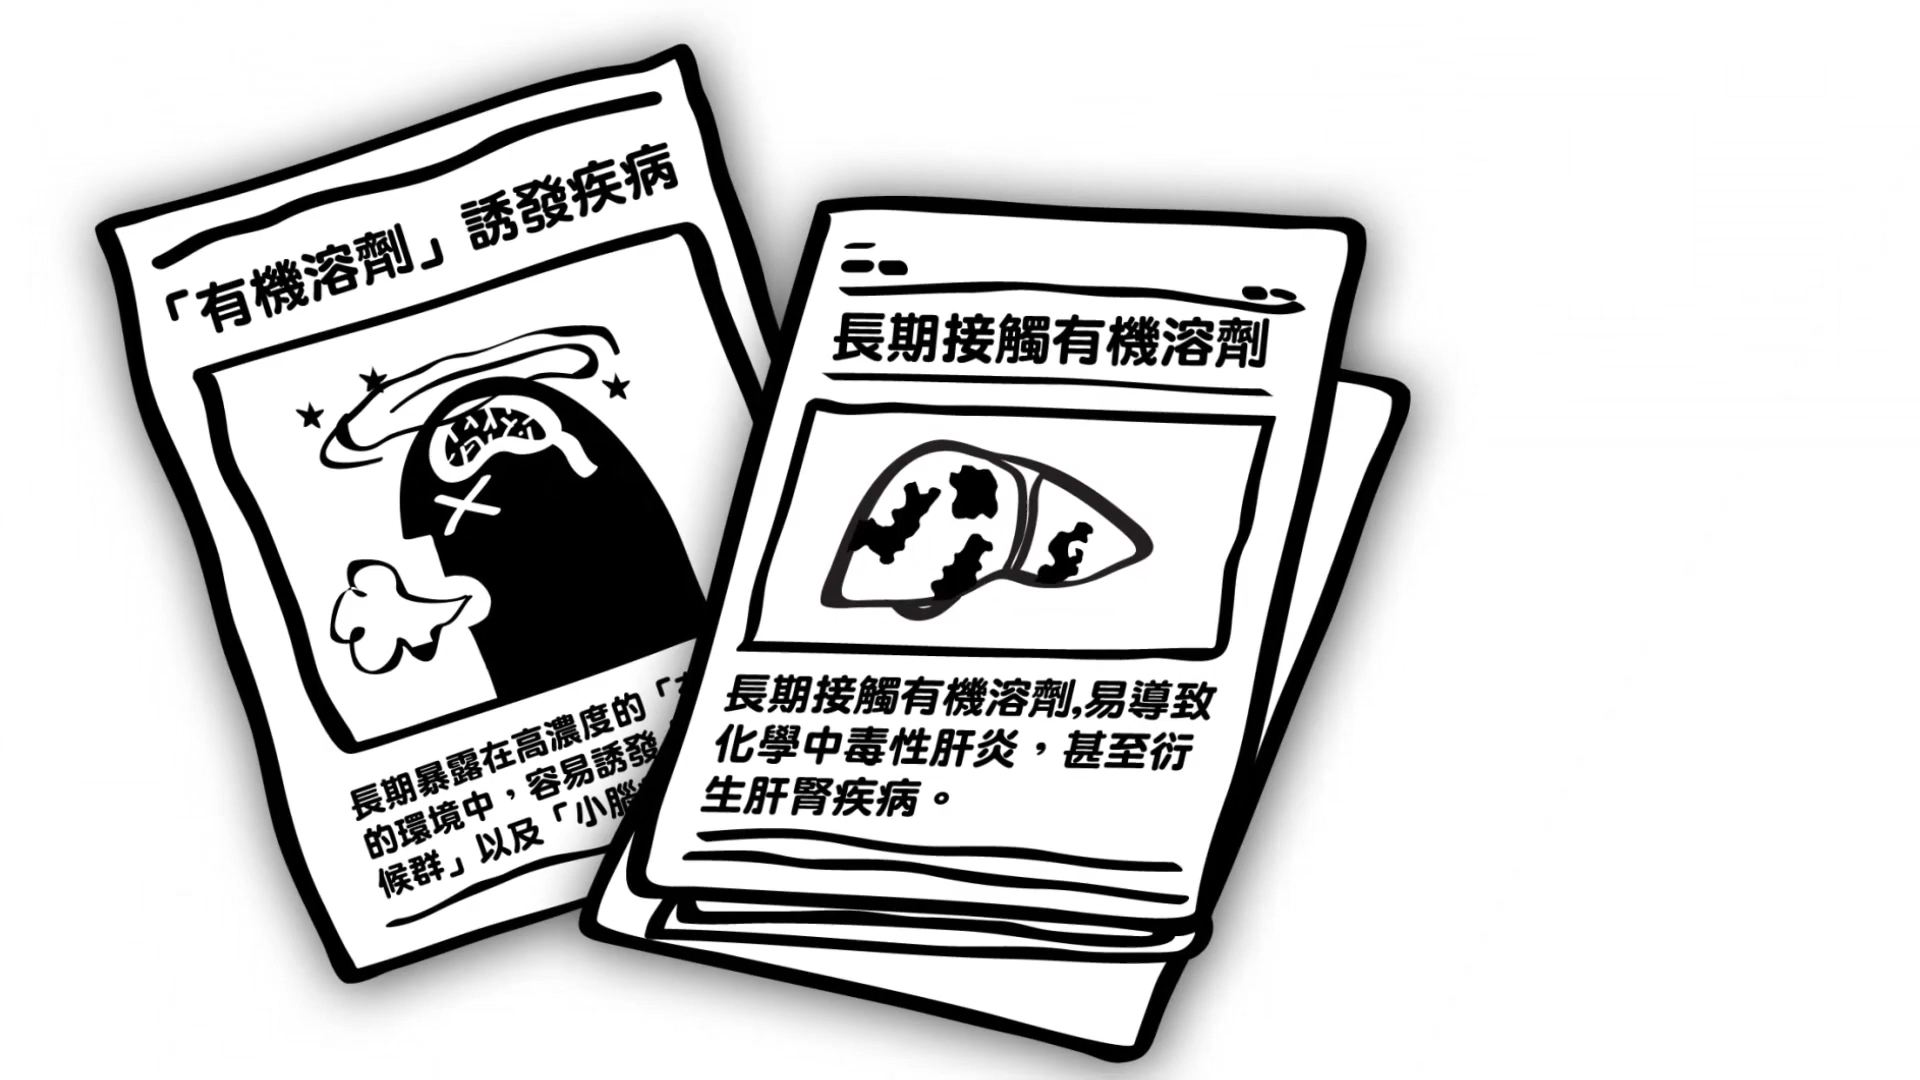 「有機溶劑」誘發疾病
長期暴露在高濃度的「
的環境中，容易誘發
候群」以及「小腦
長期接觸有機溶劑
長期接觸有機溶劑,易導致
化學中毒性肝炎，甚至衍
生肝腎疾病。